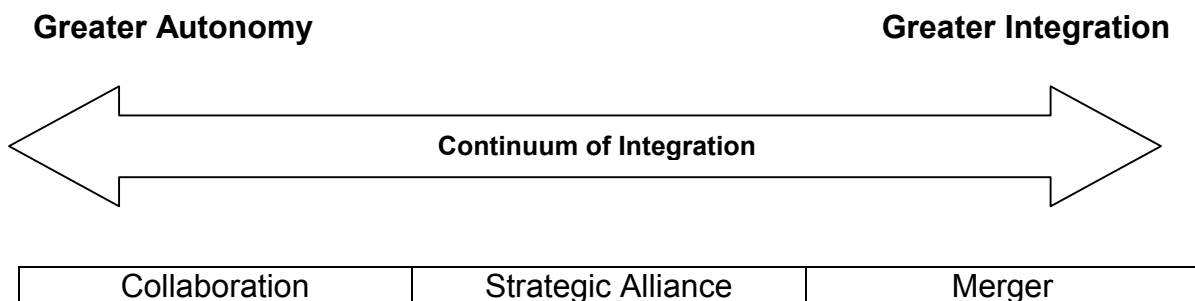 Greater Autonomy Greater Integration
Continuum of Integration
Collaboration Strategic Alliance Merger